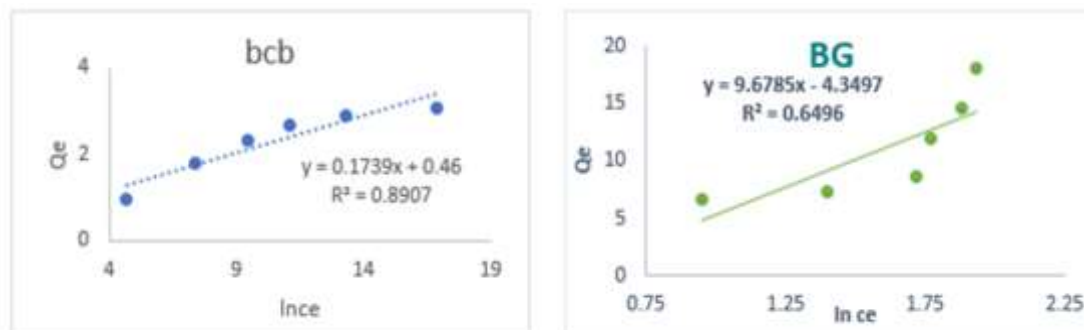 bcb
4
2
0
Qe
y = 0.1739x + 0.46
R² = 0.8907
4 9 14 19
lnce
BG
20
15
10
5
0
Qe
y = 9.6785x - 4.3497
R² = 0.6496
0.75 1.25 1.75 2.25
ln ce